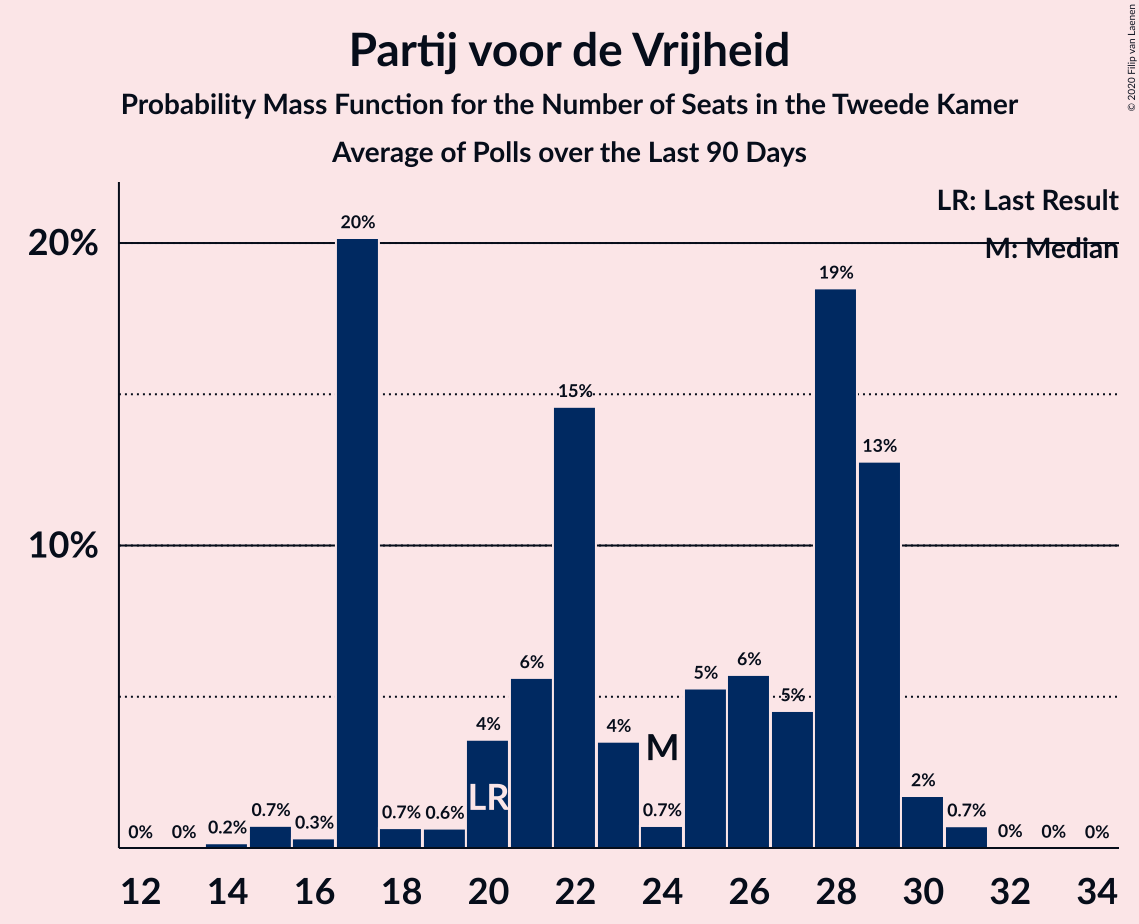 Partij voor de Vrijheid
Probability Mass Function for the Number of Seats in the Tweede Kamer
Average of Polls over the Last 90 Days
© 2020 Filip van Laenen
LR: Last Result
M: Median
20%
10%
0%
0%
0.2%
0.7%
0.3%
20%
0.7%
0.6%
4%
6%
15%
4%
0.7%
5%
6%
5%
19%
13%
2%
0.7%
0%
0%
0%
LR
M
12 14 16 18 20 22 24 26 28 30 32 34